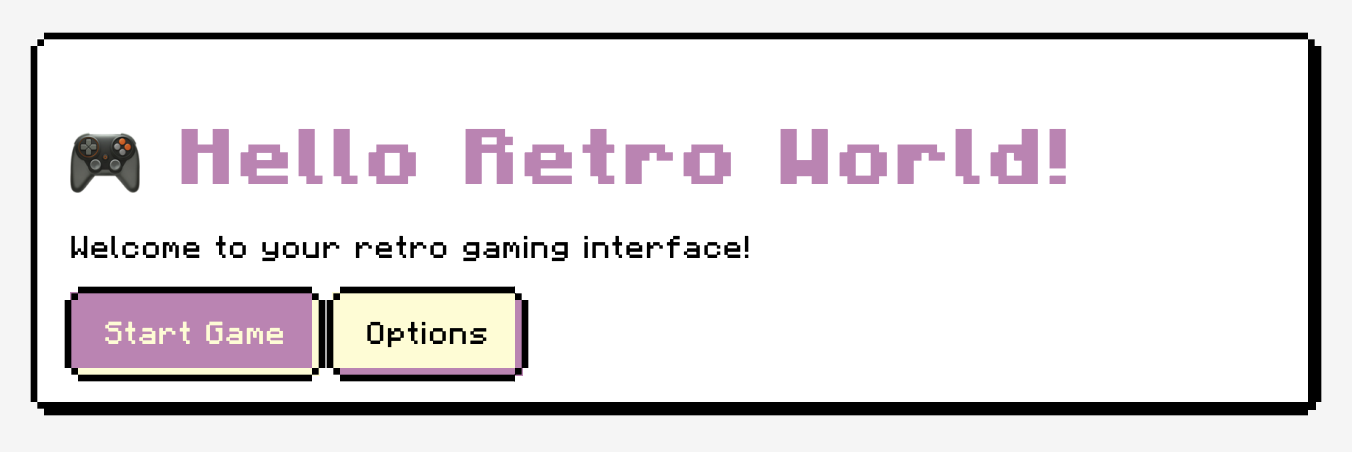 🎮 Hello Retro World!
Welcome to your retro gaming interface!
Start Game
Options